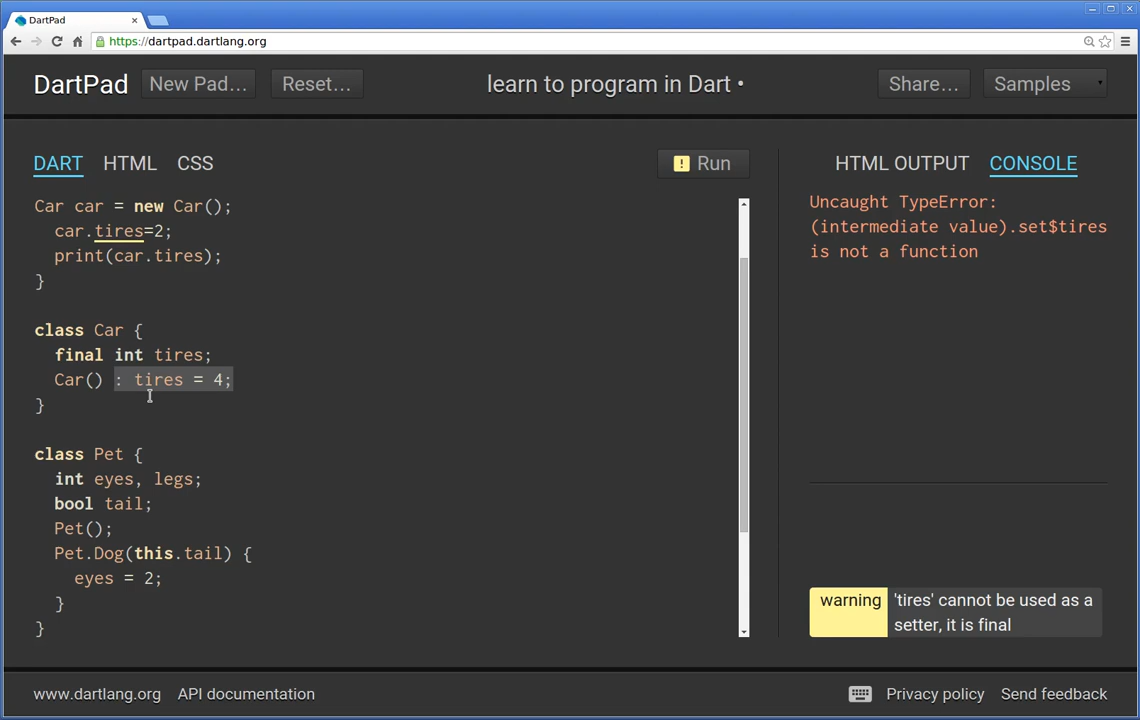 DartPad
https://dartpad.dartlang.org
DartPad New Pad... Reset... learn to program in Dart • Share... Samples
DART HTML CSS ! Run HTML OUTPUT CONSOLE
Car car = new Car();
car.tires=2;
print(car.tires);
}
class Car {
final int tires;
Car() : tires = 4;
}
class Pet {
int eyes, legs;
bool tail;
Pet();
Pet.Dog(this.tail) {
eyes = 2;
}
}
Uncaught TypeError:
(intermediate value).set$tires
is not a function
warning 'tires' cannot be used as a
setter, it is final
www.dartlang.org API documentation Privacy policy Send feedback